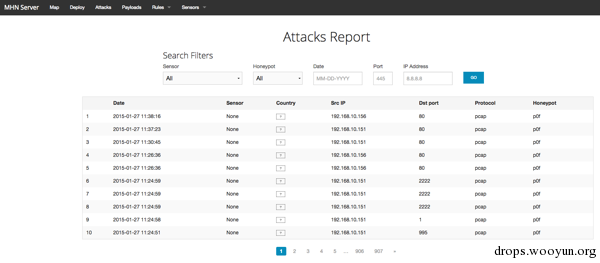 MHN Server Map Deploy Attacks Payloads Rules Sensors
Attacks Report
Search Filters
Sensor Honeypot Date Port IP Address
All All MM-DD-YYYY 445 8.8.8.8 GO
Date Sensor Country Src IP Dst port Protocol Honeypot
1 2015-01-27 11:38:16 None 192.168.10.156 80 pcap p0f
2 2015-01-27 11:37:23 None 192.168.10.151 80 pcap p0f
3 2015-01-27 11:30:45 None 192.168.10.151 80 pcap p0f
4 2015-01-27 11:26:36 None 192.168.10.156 80 pcap p0f
5 2015-01-27 11:26:36 None 192.168.10.156 80 pcap p0f
6 2015-01-27 11:24:59 None 192.168.10.151 2222 pcap p0f
7 2015-01-27 11:24:59 None 192.168.10.151 2222 pcap p0f
8 2015-01-27 11:24:59 None 192.168.10.151 2222 pcap p0f
9 2015-01-27 11:24:58 None 192.168.10.151 1 pcap p0f
10 2015-01-27 11:24:51 None 192.168.10.151 995 pcap p0f
1 2 3 4 5 ... 906 907 »
drops.wooyun.org